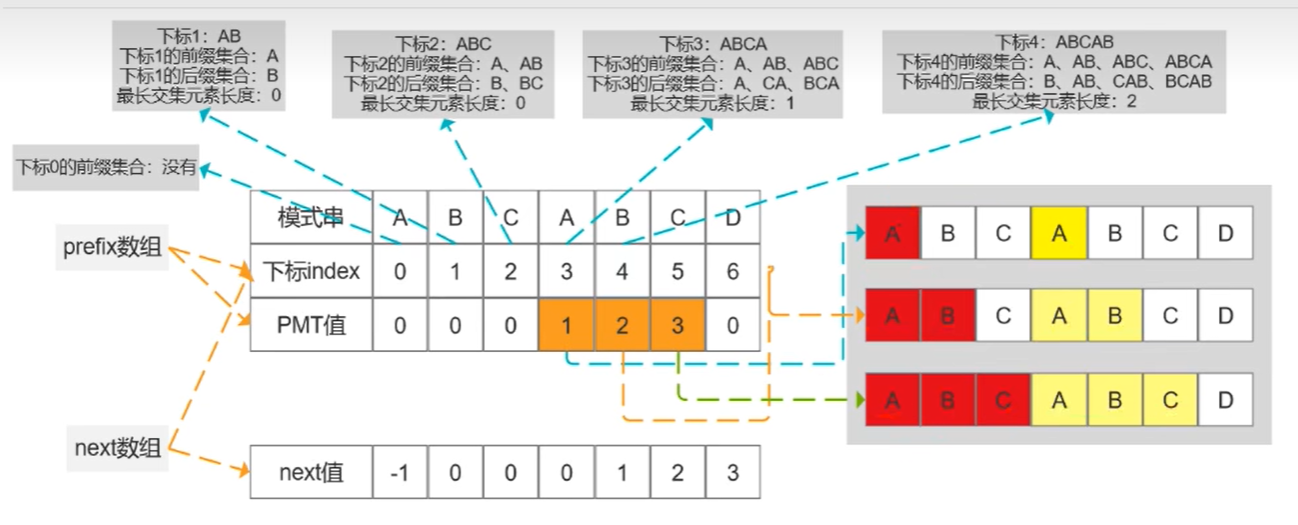 下标1：AB
下标1的前缀集合：A
下标1的后缀集合：B
最长交集元素长度：0
下标2：ABC
下标2的前缀集合：A、AB
下标2的后缀集合：B、BC
最长交集元素长度：0
下标3：ABCA
下标3的前缀集合：A、AB、ABC
下标3的后缀集合：A、CA、BCA
最长交集元素长度：1
下标4：ABCAB
下标4的前缀集合：A、AB、ABC、ABCA
下标4的后缀集合：B、AB、CAB、BCAB
最长交集元素长度：2
下标0的前缀集合：没有
prefix数组
next数组
模式串 A B C A B C D
下标index 0 1 2 3 4 5 6
PMT值 0 0 0 1 2 3 0
next值 -1 0 0 0 1 2 3
A B C A B C D
A B C A B C D
A B C A B C D